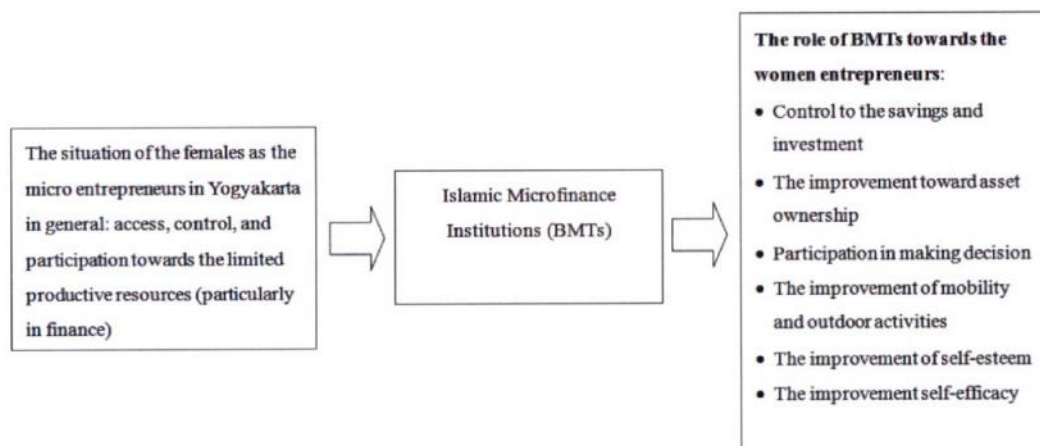 The situation of the females as the
micro entrepreneurs in Yogyakarta
in general: access, control, and
participation towards the limited
productive resources (particularly
in finance)
Islamic Microfinance
Institutions (BMTs)
The role of BMTs towards the
women entrepreneurs:
• Control to the savings and
investment
• The improvement toward asset
ownership
• Participation in making decision
• The improvement of mobility
and outdoor activities
• The improvement of self-esteem
• The improvement self-efficacy